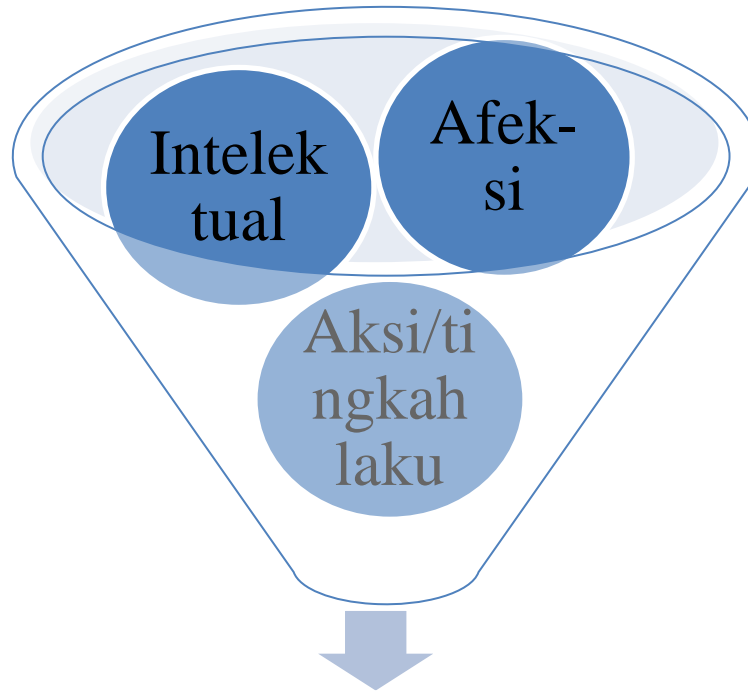 Intelek
tual
Afek-
si
Aksi/ti
ngkah
laku